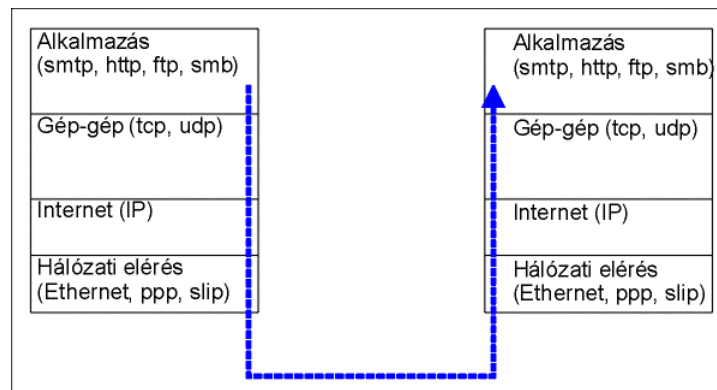 Alkalmazás
(smtp, http, ftp, smb)
Gép-gép (tcp, udp)
Internet (IP)
Hálózati elérés
(Ethernet, ppp, slip)
Alkalmazás
(smtp, http, ftp, smb)
Gép-gép (tcp, udp)
Internet (IP)
Hálózati elérés
(Ethernet, ppp, slip)